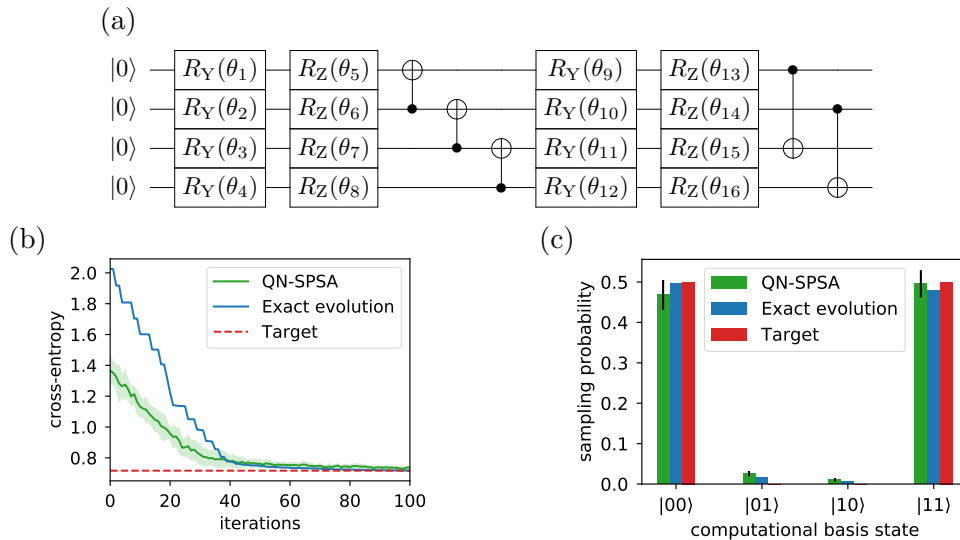 (a)
|0⟩ R_Y(θ_1) R_Z(θ_5) R_Y(θ_9) R_Z(θ_13)
|0⟩ R_Y(θ_2) R_Z(θ_6) R_Y(θ_10) R_Z(θ_14)
|0⟩ R_Y(θ_3) R_Z(θ_7) R_Y(θ_11) R_Z(θ_15)
|0⟩ R_Y(θ_4) R_Z(θ_8) R_Y(θ_12) R_Z(θ_16)
(b)
cross-entropy
2.0
1.8
1.6
1.4
1.2
1.0
0.8
QN-SPSA
Exact evolution
Target
0 20 40 60 80 100
iterations
(c)
sampling probability
0.5
0.4
0.3
0.2
0.1
0.0
QN-SPSA
Exact evolution
Target
|00⟩ |01⟩ |10⟩ |11⟩
computational basis state